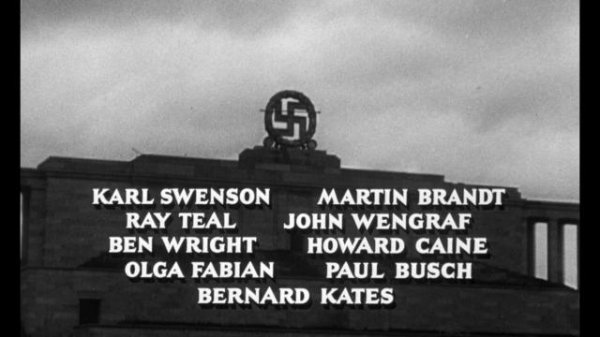 KARL SWENSON MARTIN BRANDT
RAY TEAL JOHN WENGRAF
BEN WRIGHT HOWARD CAINE
OLGA FABIAN PAUL BUSCH
BERNARD KATES